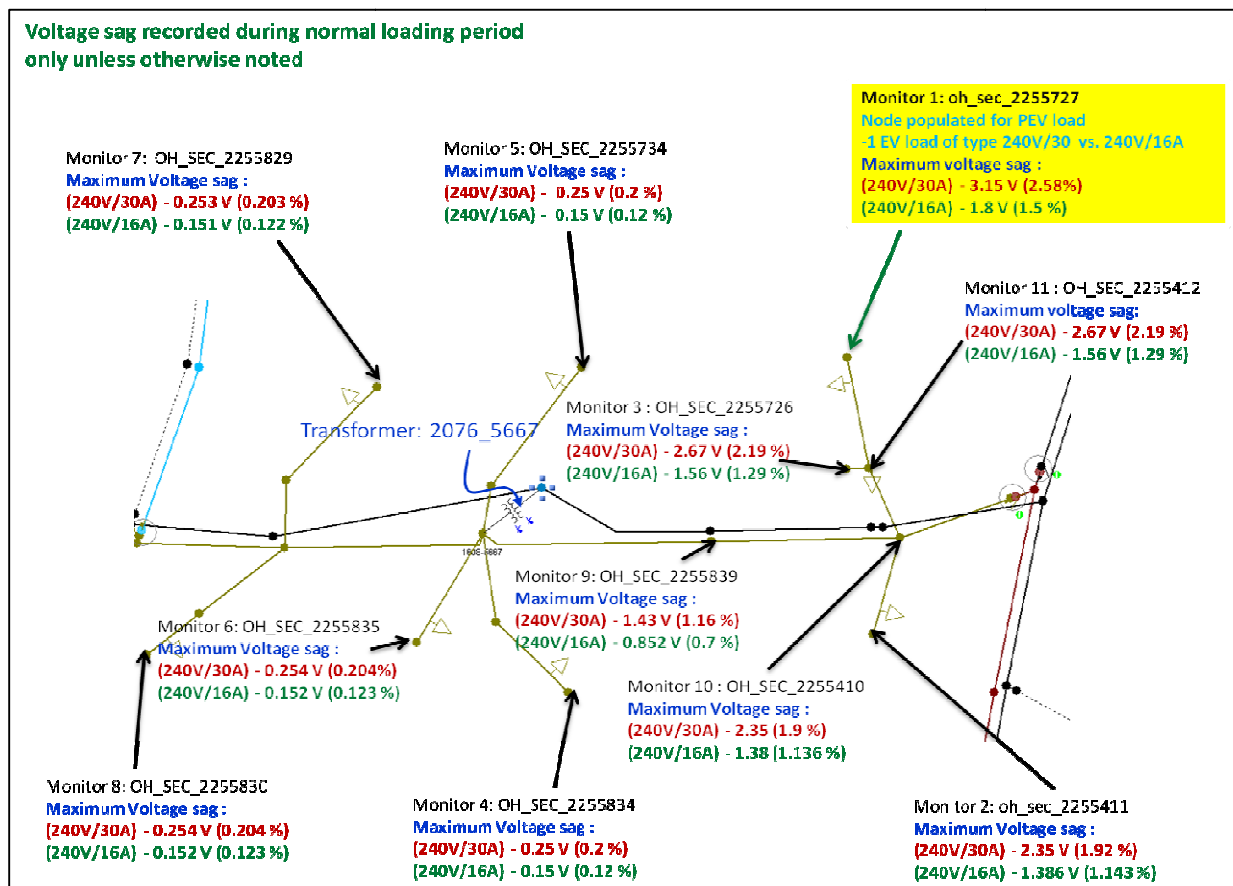 Voltage sag recorded during normal loading period
only unless otherwise noted
Monitor 1: oh_sec_2255727
Node populated for PEV load
-1 EV load of type 240V/30 vs. 240V/16A
Maximum voltage sag :
(240V/30A) - 3.15 V (2.58%)
(240V/16A) - 1.8 V (1.5 %)
Monitor 7: OH_SEC_2255829
Maximum Voltage sag :
(240V/30A) - 0.253 V (0.203 %)
(240V/16A) - 0.151 V (0.122 %)
Monitor 5: OH_SEC_2255734
Maximum Voltage sag :
(240V/30A) - 0.25 V (0.2 %)
(240V/16A) - 0.15 V (0.12 %)
Monitor 11 : OH_SEC_2255412
Maximum voltage sag:
(240V/30A) - 2.67 V (2.19 %)
(240V/16A) - 1.56 V (1.29 %)
Monitor 3 : OH_SEC_2255726
Maximum Voltage sag :
(240V/30A) - 2.67 V (2.19 %)
(240V/16A) - 1.56 V (1.29 %)
Transformer: 2076_5667
Monitor 9: OH_SEC_2255839
Maximum Voltage sag :
(240V/30A) - 1.43 V (1.16 %)
(240V/16A) - 0.852 V (0.7 %)
Monitor 6: OH_SEC_2255835
Maximum Voltage sag :
(240V/30A) - 0.254 V (0.204%)
(240V/16A) - 0.152 V (0.123 %)
Monitor 10 : OH_SEC_2255410
Maximum Voltage sag :
(240V/30A) - 2.35 (1.9 %)
(240V/16A) - 1.38 (1.136 %)
Monitor 8: OH_SEC_225583C
Maximum Voltage sag :
(240V/30A) - 0.254 V (0.204 %)
(240V/16A) - 0.152 V (0.123 %)
Monitor 4: OH_SEC_2255834
Maximum Voltage sag :
(240V/30A) - 0.25 V (0.2 %)
(240V/16A) - 0.15 V (0.12 %)
Mon tor 2: oh_sec_2255411
Maximum Voltage sag :
(240V/30A) - 2.35 V (1.92 %)
(240V/16A) - 1.386 V (1.143 %)